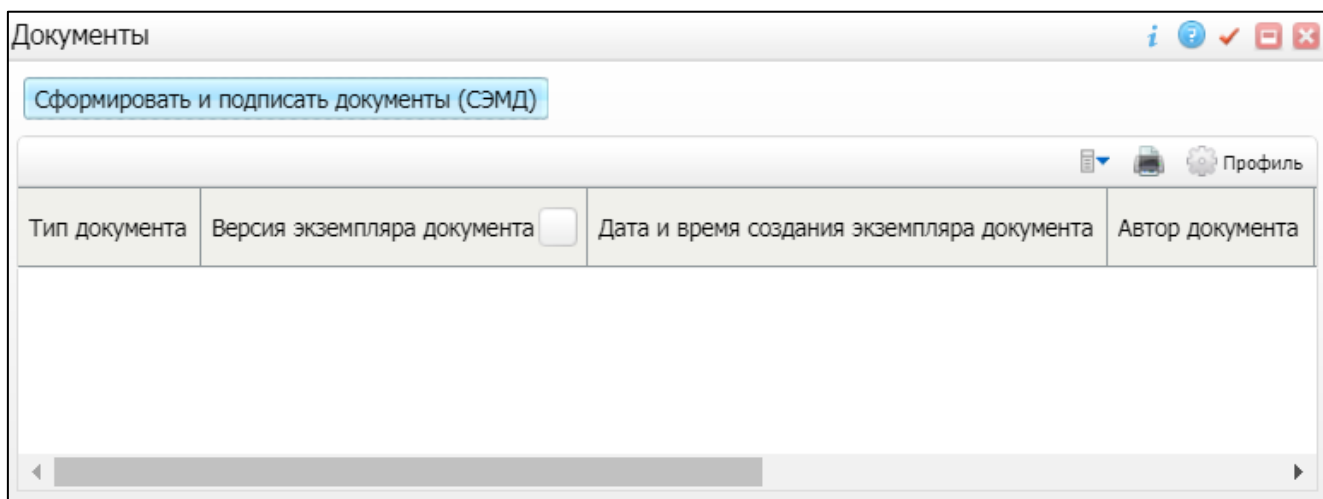 Документы
Сформировать и подписать документы (СЭМД)
Профиль
Тип документа Версия экземпляра документа Дата и время создания экземпляра документа Автор документа